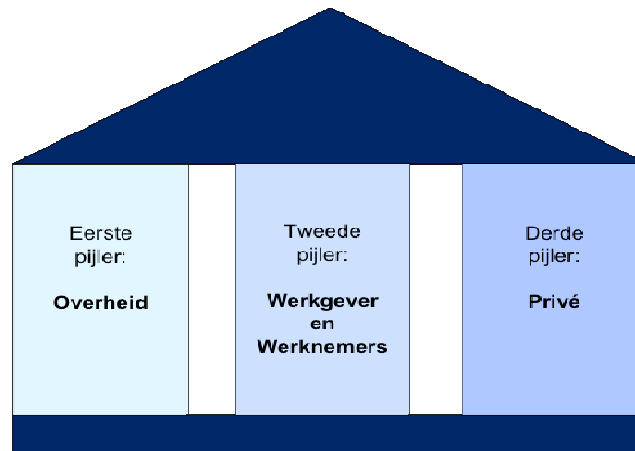 Eerste
pijler:
Overheid
Tweede
pijler:
Werkgever
en
Werknemers
Derde
pijler:
Privé